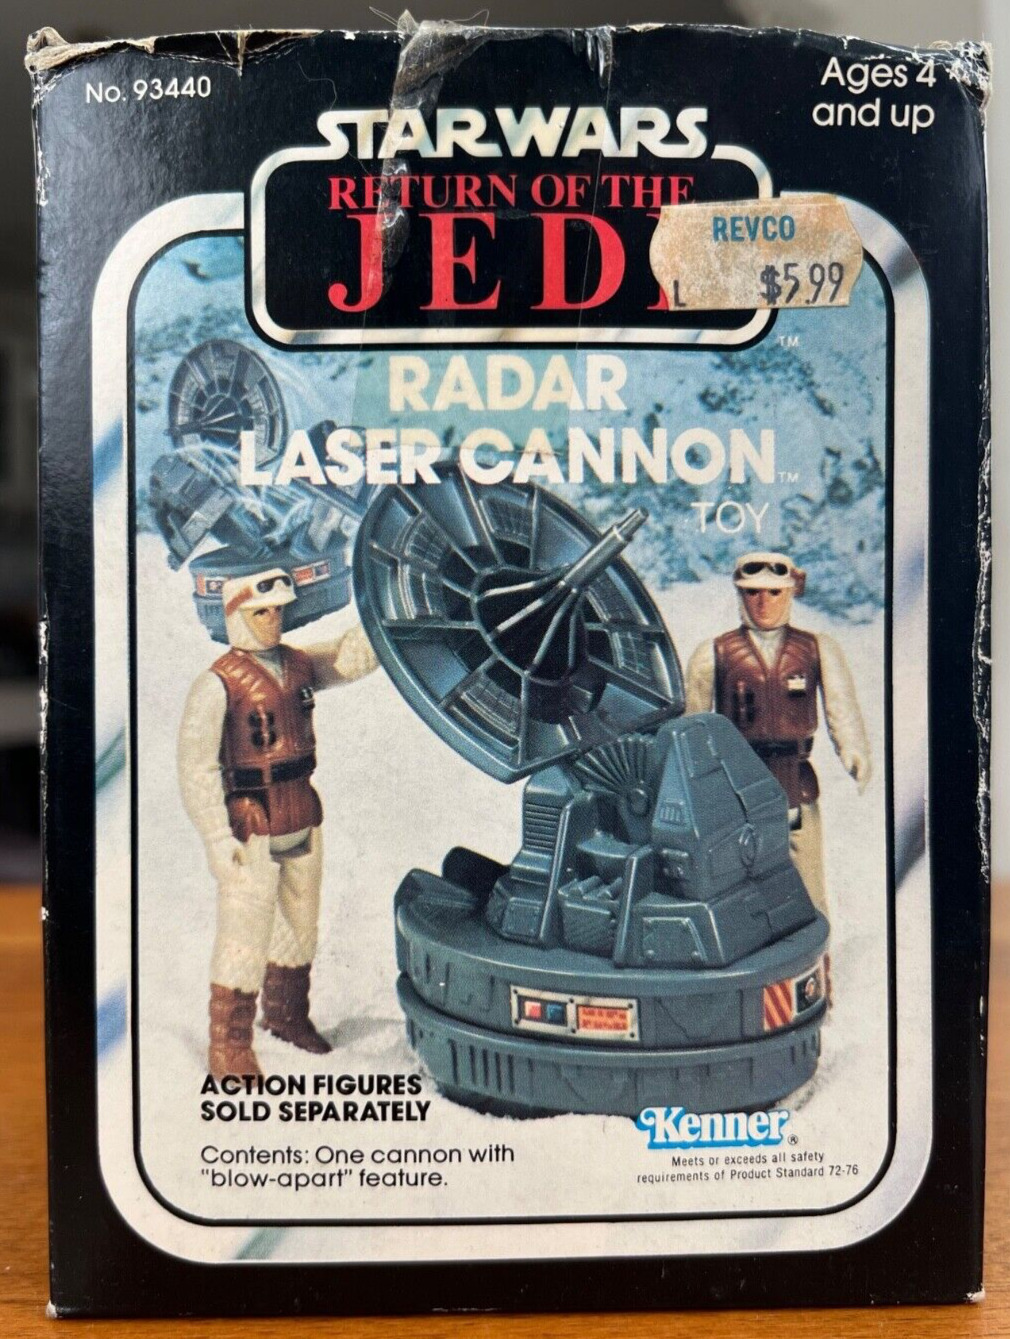 No. 93440
Ages 4
and up
STAR WARS
RETURN OF THE
JEDI
REVCO
L $5.99
TM
RADAR
LASER CANNON TM
TOY
ACTION FIGURES
SOLD SEPARATELY
Contents: One cannon with
"blow-apart" feature.
Kenner®
Meets or exceeds all safety
requirements of Product Standard 72-76